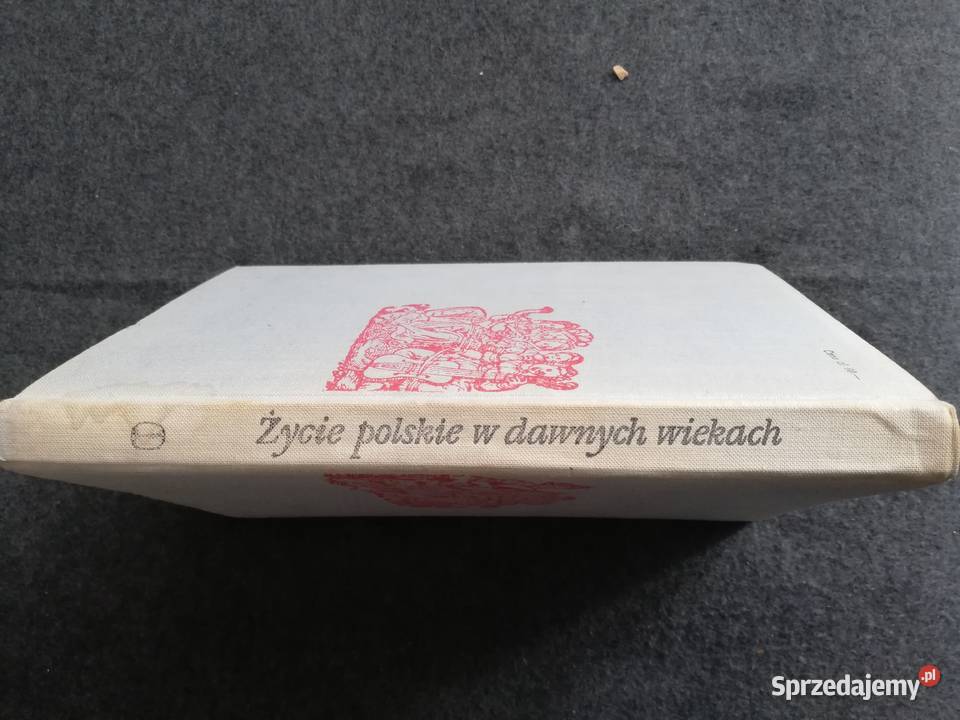 Życie polskie w dawnych wiekach
Sprzedajemy.pl